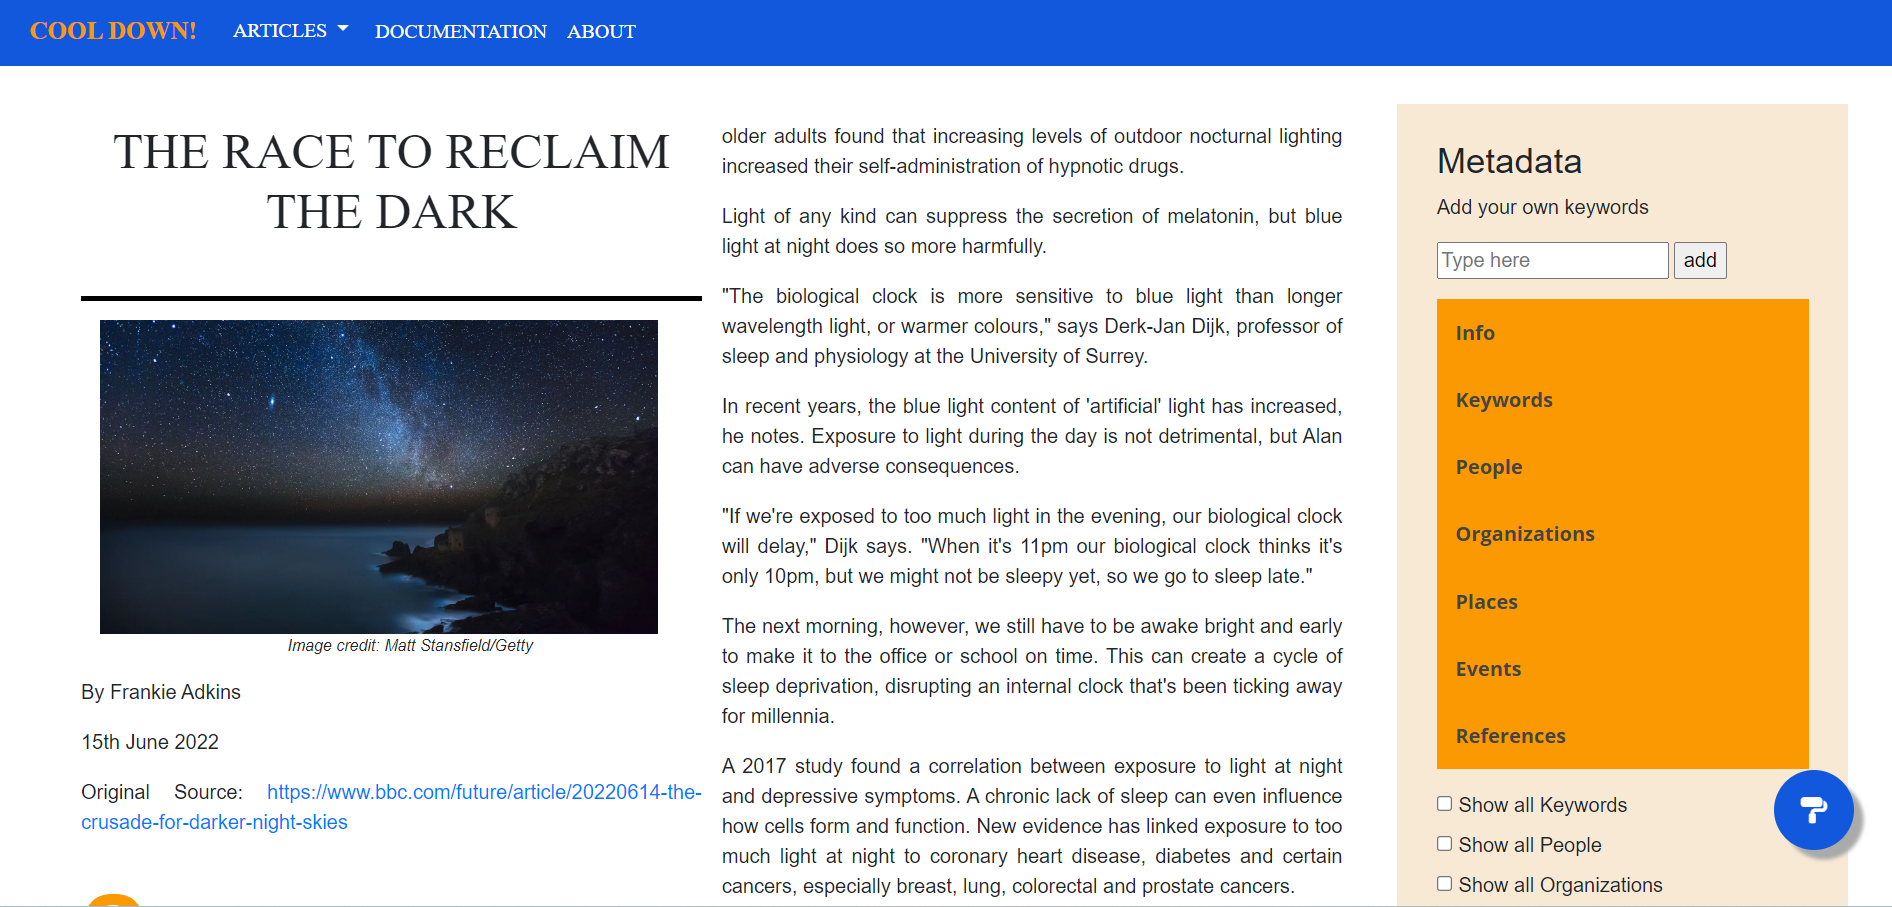 COOL DOWN!
ARTICLES
DOCUMENTATION
ABOUT
THE RACE TO RECLAIM
THE DARK
Image credit: Matt Stansfield/Getty
By Frankie Adkins
15th June 2022
Original Source: https://www.bbc.com/future/article/20220614-the-
crusade-for-darker-night-skies
older adults found that increasing levels of outdoor nocturnal lighting
increased their self-administration of hypnotic drugs.
Light of any kind can suppress the secretion of melatonin, but blue
light at night does so more harmfully.
"The biological clock is more sensitive to blue light than longer
wavelength light, or warmer colours," says Derk-Jan Dijk, professor of
sleep and physiology at the University of Surrey.
In recent years, the blue light content of 'artificial' light has increased,
he notes. Exposure to light during the day is not detrimental, but Alan
can have adverse consequences.
"If we're exposed to too much light in the evening, our biological clock
will delay," Dijk says. "When it's 11pm our biological clock thinks it's
only 10pm, but we might not be sleepy yet, so we go to sleep late."
The next morning, however, we still have to be awake bright and early
to make it to the office or school on time. This can create a cycle of
sleep deprivation, disrupting an internal clock that's been ticking away
for millennia.
A 2017 study found a correlation between exposure to light at night
and depressive symptoms. A chronic lack of sleep can even influence
how cells form and function. New evidence has linked exposure to too
much light at night to coronary heart disease, diabetes and certain
cancers, especially breast, lung, colorectal and prostate cancers.
Metadata
Add your own keywords
Type here
add
Info
Keywords
People
Organizations
Places
Events
References
Show all Keywords
Show all People
Show all Organizations